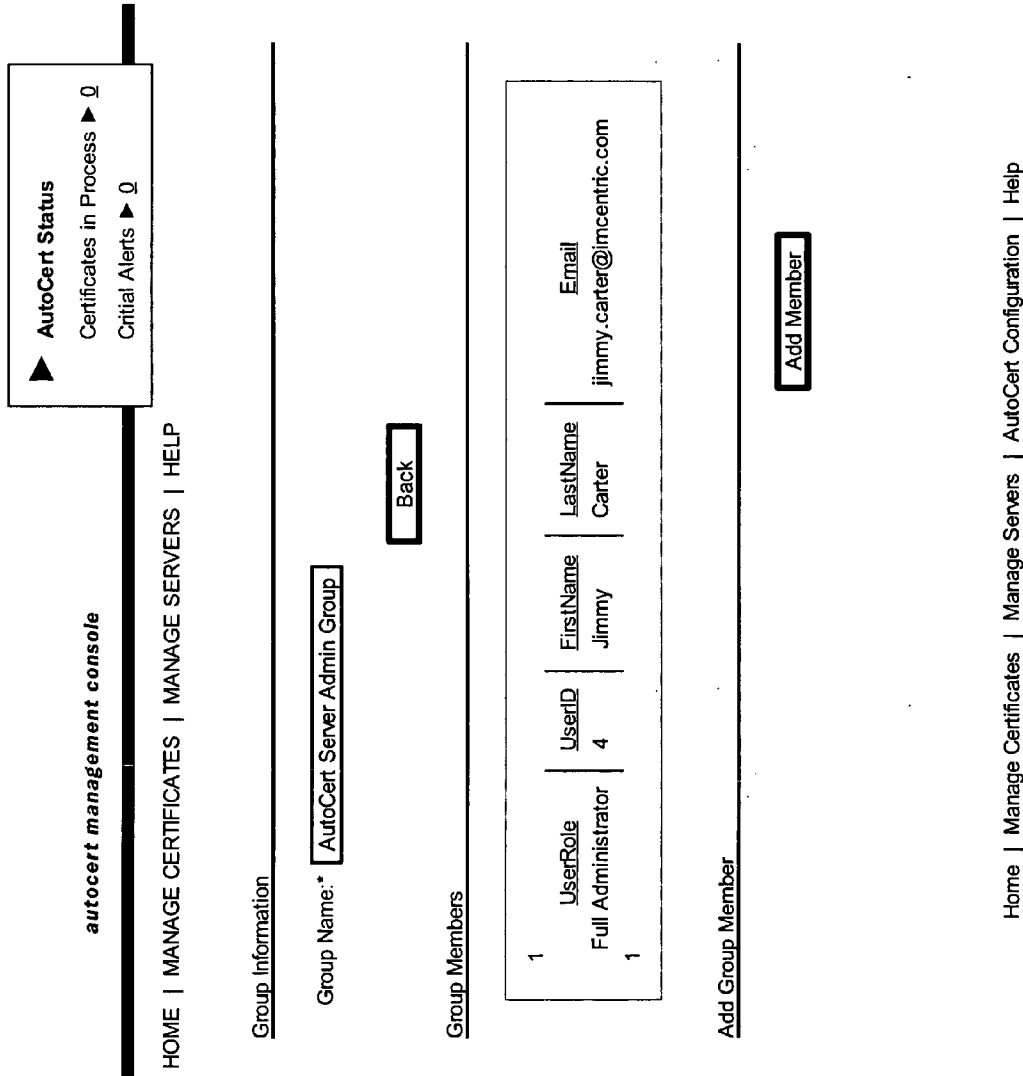 autocert management console
▶ AutoCert Status
Certificates in Process ▶ 0
Critial Alerts ▶ 0
HOME | MANAGE CERTIFICATES | MANAGE SERVERS | HELP
Group Information
Group Name:* AutoCert Server Admin Group
Back
Group Members
1
UserRole UserID FirstName LastName Email
Full Administrator 4 Jimmy Carter jimmy.carter@imcentric.com
1
Add Group Member
Add Member
Home | Manage Certificates | Manage Servers | AutoCert Configuration | Help